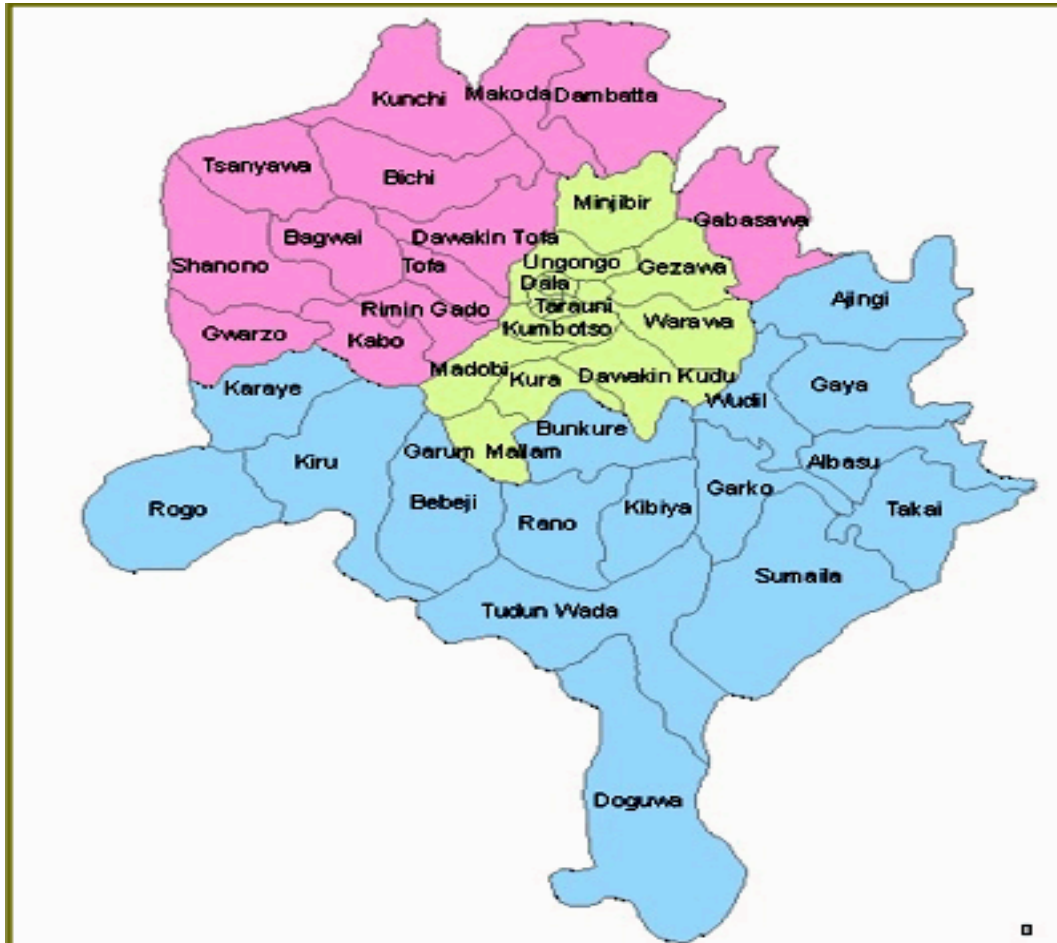 Kunchi
Makoda
Dambatta
Tsanyawa
Bichi
Minjibir
Gabasawa
Bagwai
Dawakin Tofa
Shanono
Tofa
Ungongo
Gezawa
Dala
Ajingi
Rimin Gado
Tarauni
Gwarzo
Kabo
Kumbotso
Warawa
Karaye
Madobi
Kura
Dawakin Kudu
Wudil
Gaya
Bunkure
Garum Mallam
Kiru
Albasu
Rogo
Bebeji
Rano
Kibiya
Garko
Takai
Sumaila
Tudun Wada
Doguwa